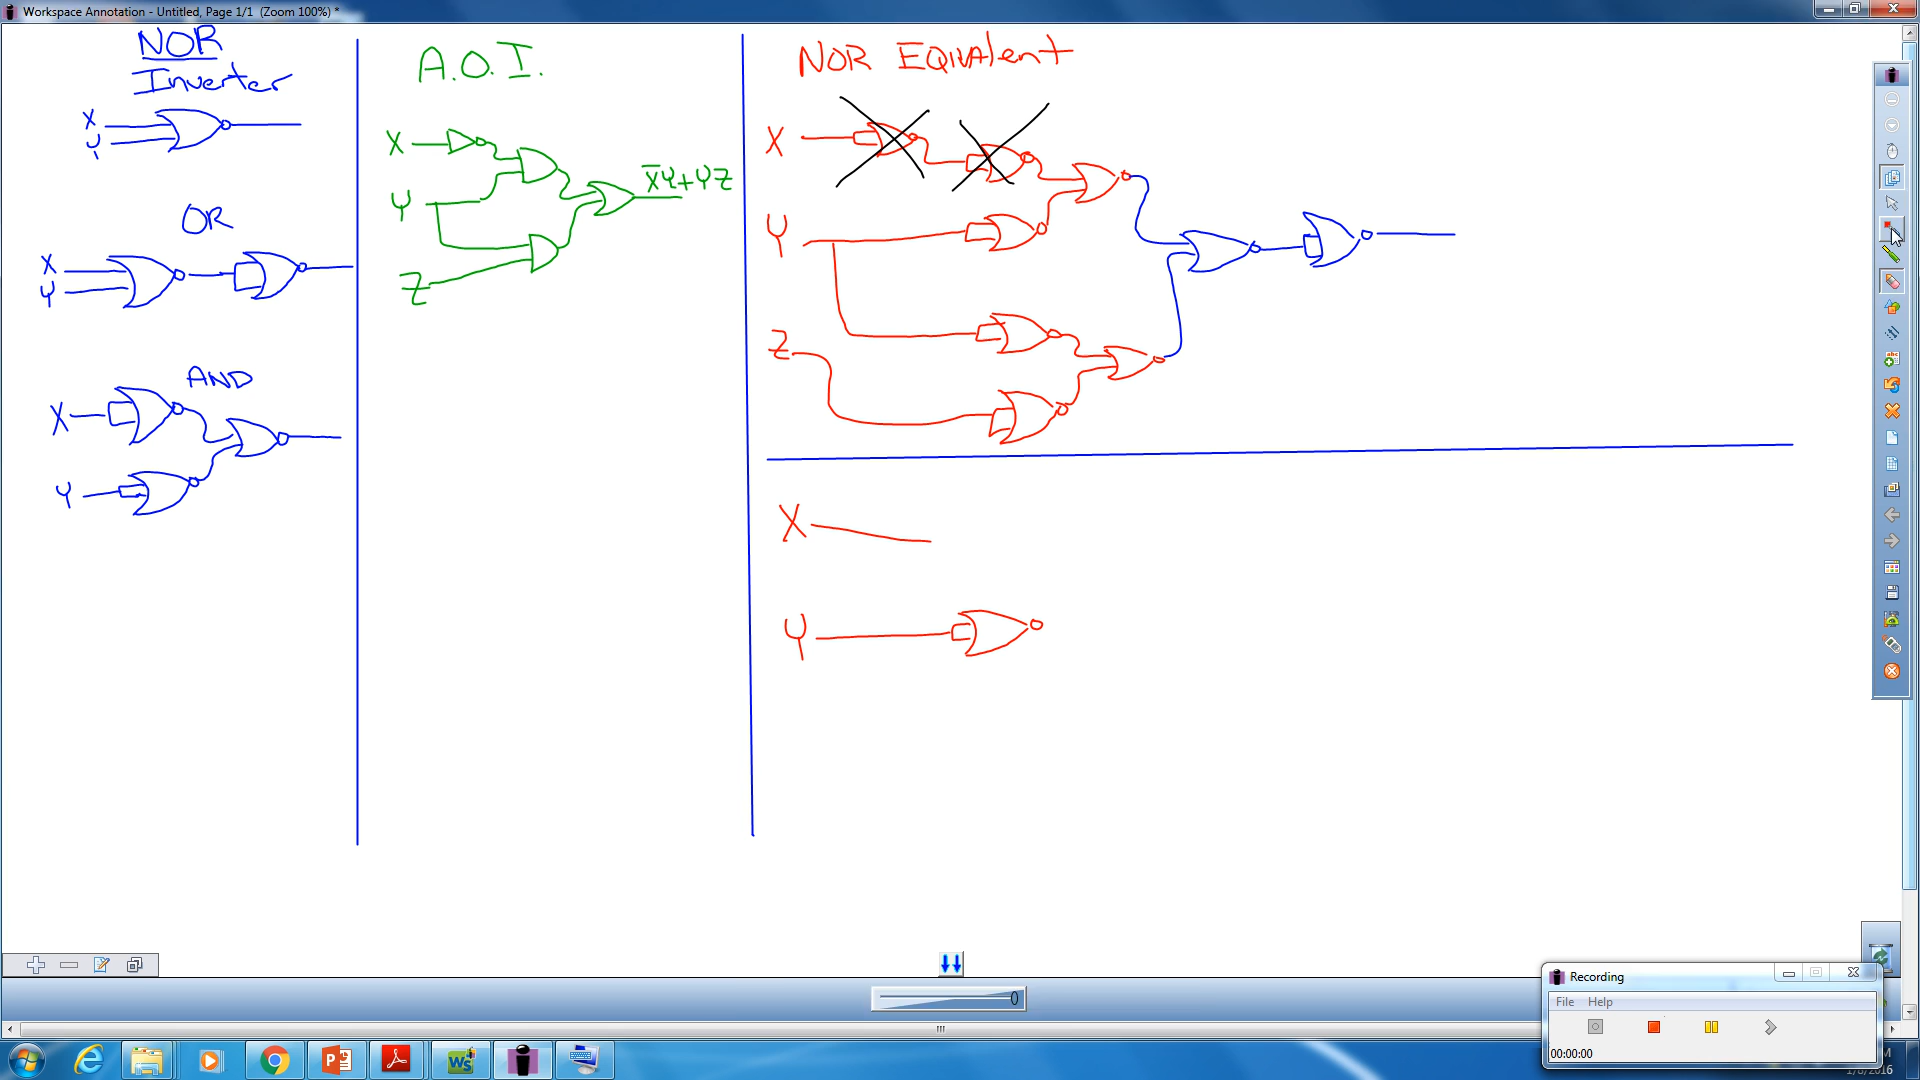 Workspace Annotation - Untitled, Page 1/1 (Zoom 100%) *
NOR
Inverter
X
Y
OR
X
Y
AND
X
Y
A.O.I.
X
Y
Z
X̅Y+YZ
NOR EQUIVAlent
X
Y
Z
X
Y
Recording
File Help
00:00:00